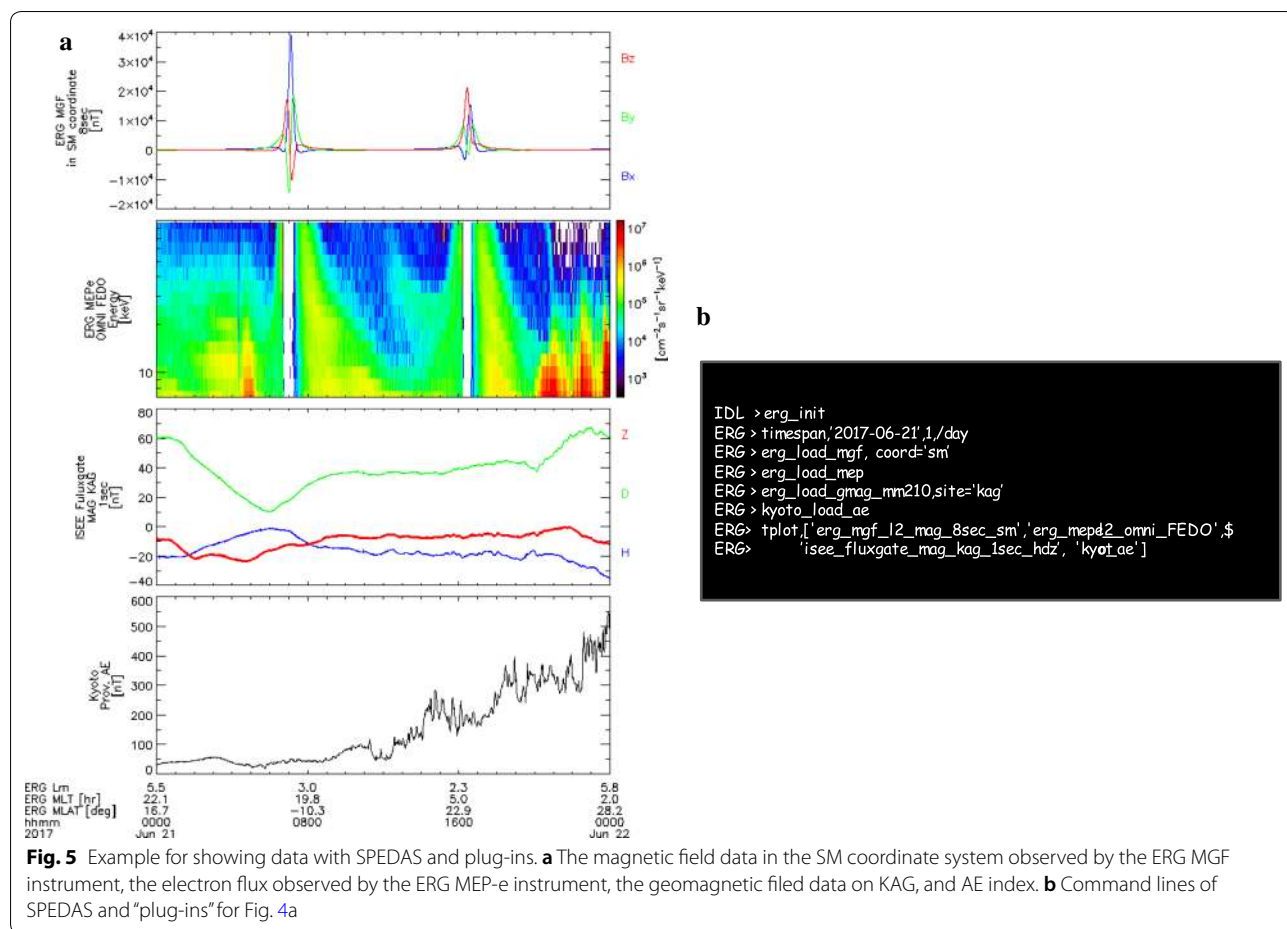 a
ERG MGF
in SM coordinate
8sec
[nT]
4×10⁴
3×10⁴
2×10⁴
1×10⁴
0
−1×10⁴
−2×10⁴
Bz
By
Bx
ERG MEPe
OMNI FEDO
Energy
[keV]
10
10⁷
10⁶
10⁵
10⁴
10³
[cm⁻²s⁻¹sr⁻¹keV⁻¹]
ISEE Fuluxgate
MAG KAG
1sec
[nT]
80
60
40
20
0
−20
−40
Z
D
H
Kyoto
Prov. AE
[nT]
600
500
400
300
200
100
0
ERG Lm 5.5 3.0 2.3 5.8
ERG MLT [hr] 22.1 19.8 5.0 2.0
ERG MLAT [deg] 16.7 −10.3 22.9 28.2
hhmm 0000 0800 1600 0000
2017 Jun 21 Jun 22
b
IDL >erg_init
ERG > timespan,'2017-06-21',1,/day
ERG > erg_load_mgf, coord='sm'
ERG > erg_load_mep
ERG > erg_load_gmag_mm210,site='kag'
ERG > kyoto_load_ae
ERG> tplot,['erg_mgf_l2_mag_8sec_sm','erg_mepe_l2_omni_FEDO',$
ERG> 'isee_fluxgate_mag_kag_1sec_hdz', 'kyot_ae']
Fig. 5 Example for showing data with SPEDAS and plug-ins. a The magnetic field data in the SM coordinate system observed by the ERG MGF
instrument, the electron flux observed by the ERG MEP-e instrument, the geomagnetic filed data on KAG, and AE index. b Command lines of
SPEDAS and "plug-ins" for Fig. 4a